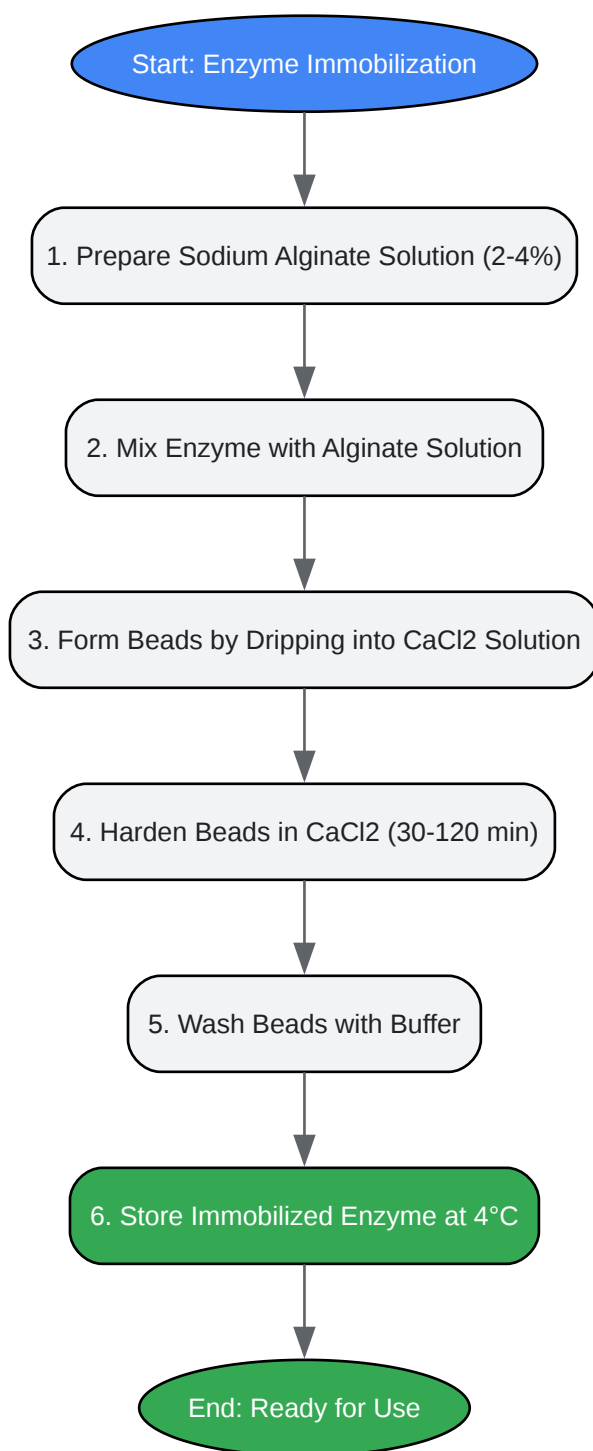 Start: Enzyme Immobilization
1. Prepare Sodium Alginate Solution (2-4%)
2. Mix Enzyme with Alginate Solution
3. Form Beads by Dripping into CaCl2 Solution
4. Harden Beads in CaCl2 (30-120 min)
5. Wash Beads with Buffer
6. Store Immobilized Enzyme at 4°C
End: Ready for Use